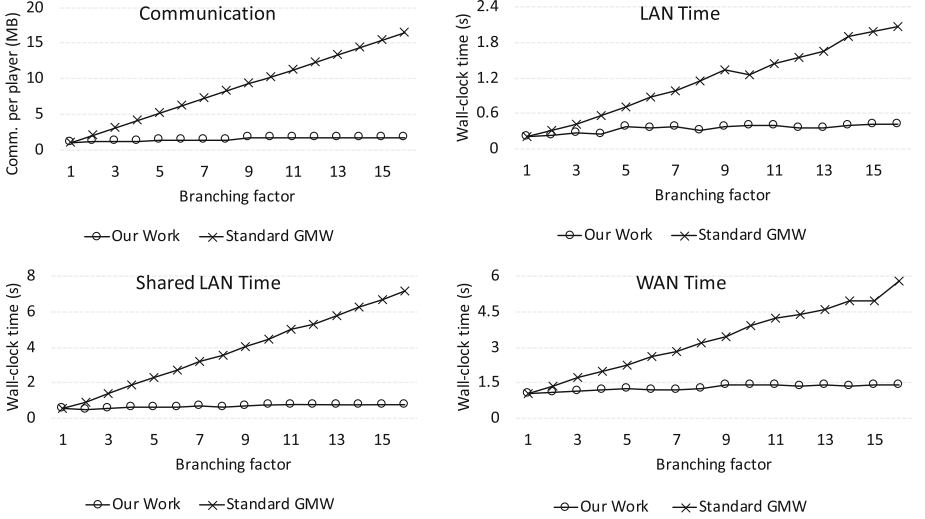 Communication
Comm. per player (MB)
20
15
10
5
0
1 3 5 7 9 11 13 15
Branching factor
Our Work Standard GMW
LAN Time
Wall-clock time (s)
2.4
1.8
1.2
0.6
0
1 3 5 7 9 11 13 15
Branching factor
Our Work Standard GMW
Shared LAN Time
Wall-clock time (s)
8
6
4
2
0
1 3 5 7 9 11 13 15
Branching factor
Our Work Standard GMW
WAN Time
Wall-clock time (s)
6
4.5
3
1.5
0
1 3 5 7 9 11 13 15
Branching factor
Our Work Standard GMW